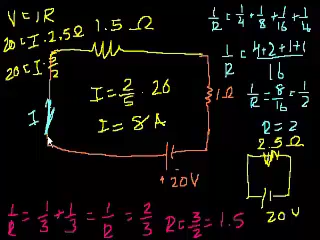 V = IR
20 = I · 2.5Ω
20 = I · 5/2
1.5 Ω
I = 2/5 · 20
I = 8 A
I
1Ω
+ -
20V
1/R = 1/4 + 1/8 + 1/16 + 1/4
1/R = 4+2+1+1/16
1/R = 8/16 = 1/2
R = 2
2.5 Ω
20 V
1/R = 1/3 + 1/3 = 1/R = 2/3 R = 3/2 = 1.5